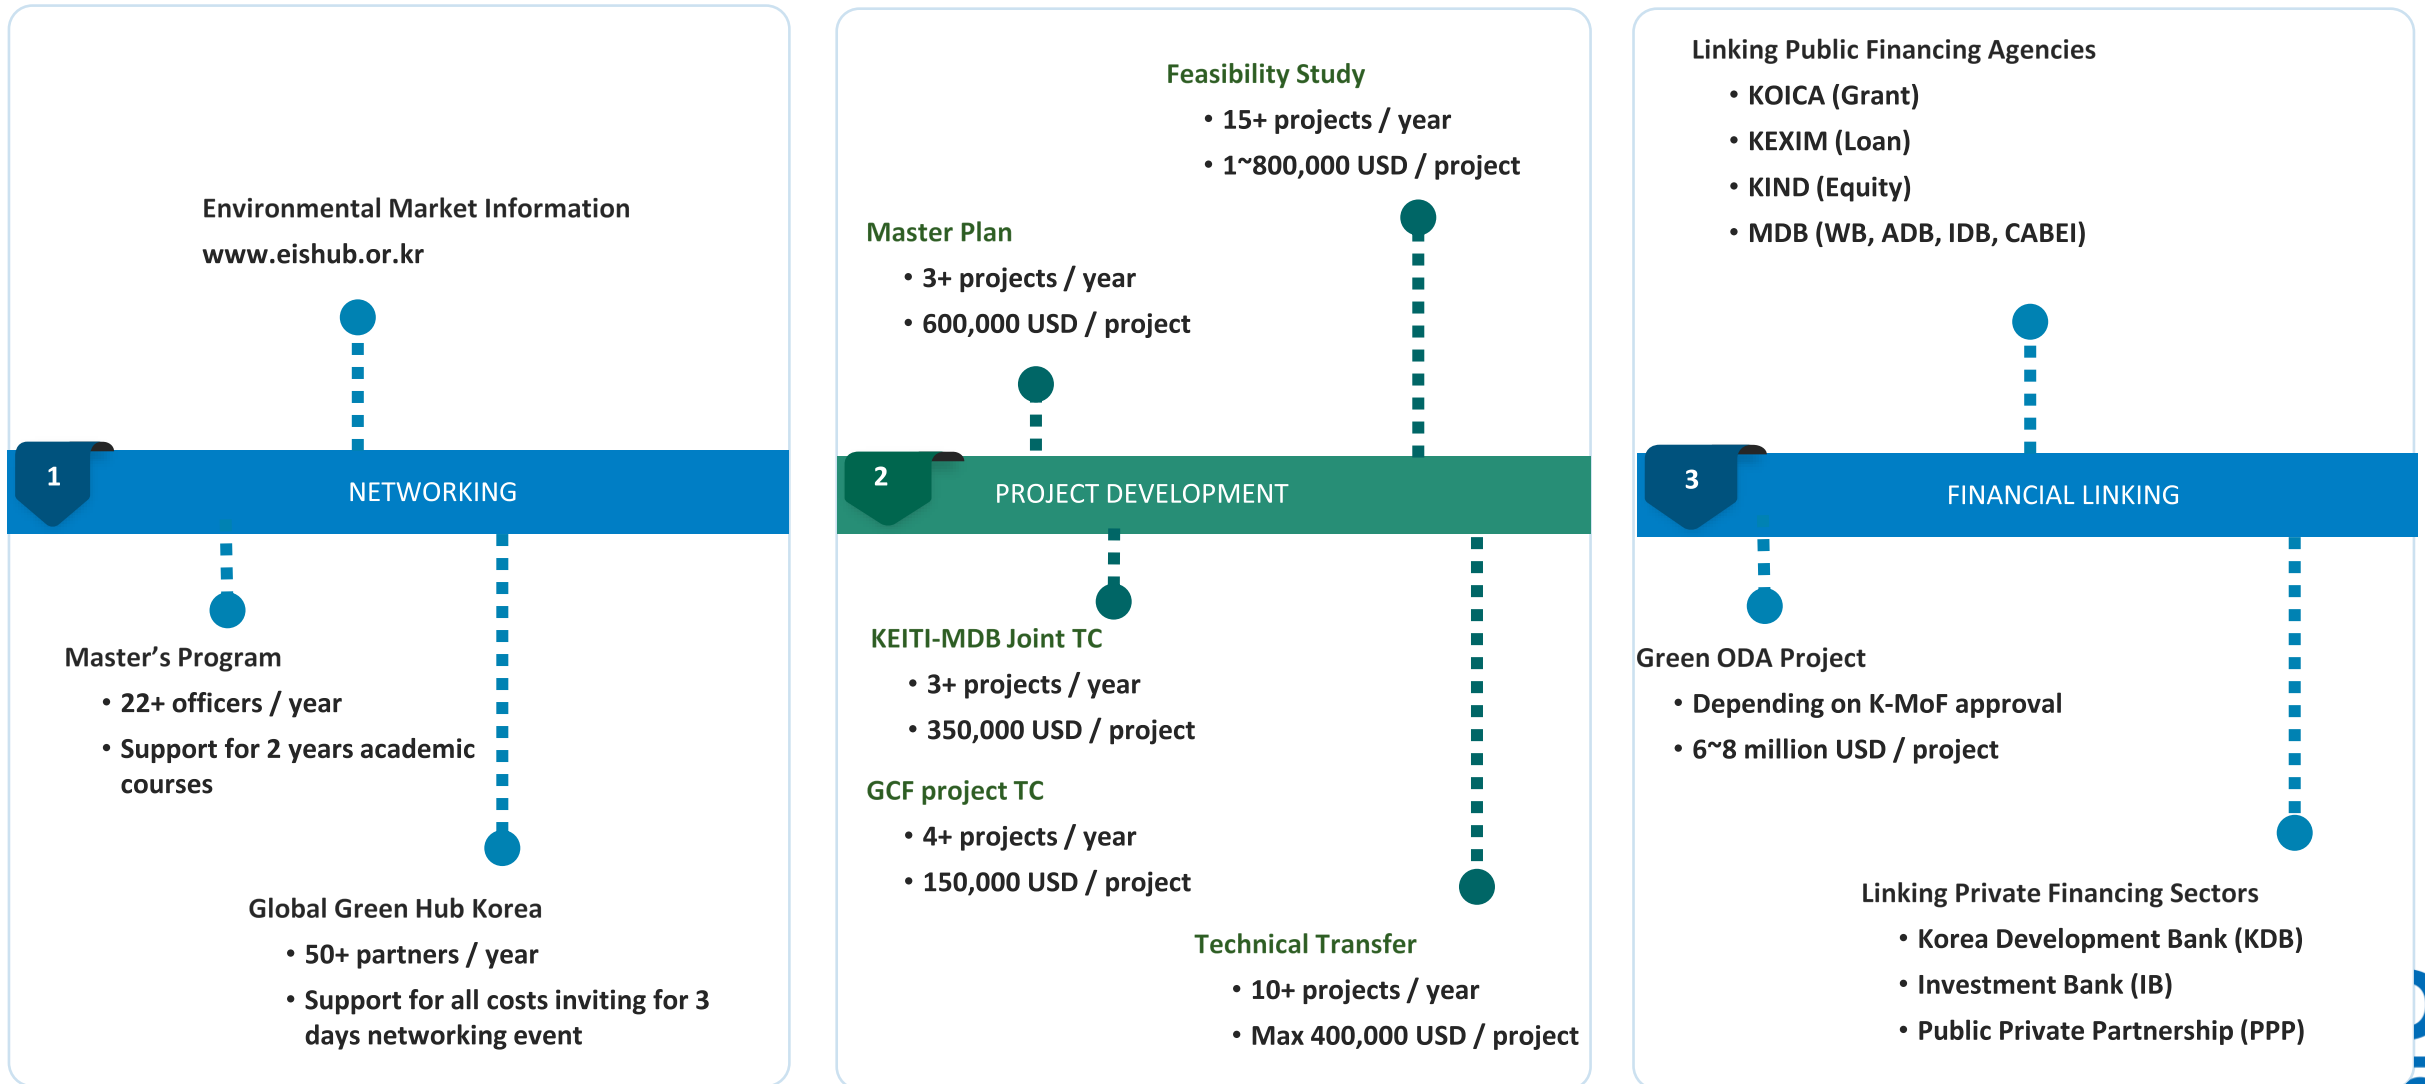 Environmental Market Information
www.eishub.or.kr
1
NETWORKING
Master’s Program
• 22+ officers / year
• Support for 2 years academic
courses
Global Green Hub Korea
• 50+ partners / year
• Support for all costs inviting for 3
days networking event
Feasibility Study
• 15+ projects / year
• 1~800,000 USD / project
Master Plan
• 3+ projects / year
• 600,000 USD / project
2
PROJECT DEVELOPMENT
KEITI-MDB Joint TC
• 3+ projects / year
• 350,000 USD / project
GCF project TC
• 4+ projects / year
• 150,000 USD / project
Technical Transfer
• 10+ projects / year
• Max 400,000 USD / project
Linking Public Financing Agencies
• KOICA (Grant)
• KEXIM (Loan)
• KIND (Equity)
• MDB (WB, ADB, IDB, CABEI)
3
FINANCIAL LINKING
Green ODA Project
• Depending on K-MoF approval
• 6~8 million USD / project
Linking Private Financing Sectors
• Korea Development Bank (KDB)
• Investment Bank (IB)
• Public Private Partnership (PPP)